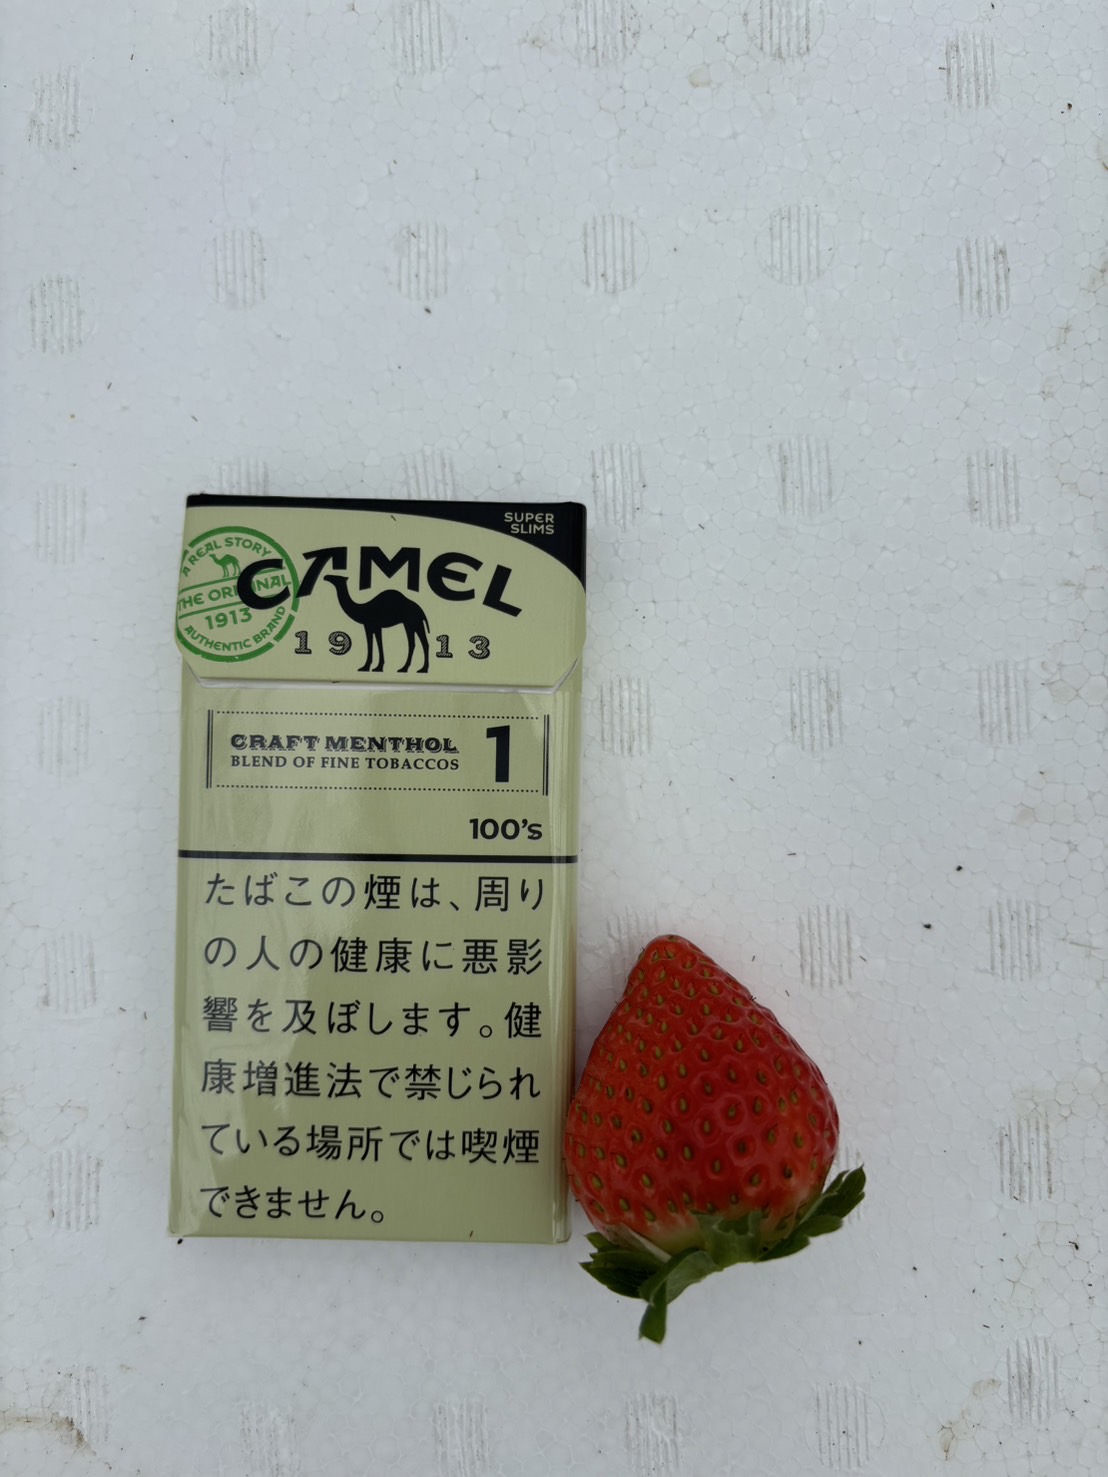 SUPER
SLIMS
A REAL STORY
THE ORIGINAL
1913
AUTHENTIC BRAND
CAMEL
1913
CRAFT MENTHOL
BLEND OF FINE TOBACCOS
1
100's
たばこの煙は、周り
の人の健康に悪影
響を及ぼします。健
康増進法で禁じられ
ている場所では喫煙
できません。